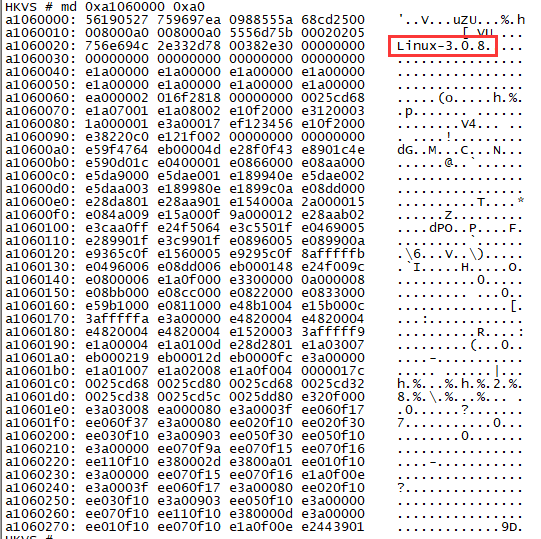 HKVS # md 0xa1060000 0xa0
a1060000: 56190527 759697ea 0988555a 68cd2500    '..V...uZU...%.h
a1060010: 008000a0 008000a0 5556d75b 00020205    ........[.VU....
a1060020: 756e694c 2e332d78 00382e30 00000000    Linux-3.0.8.....
a1060030: 00000000 00000000 00000000 00000000    ................
a1060040: e1a00000 e1a00000 e1a00000 e1a00000    ................
a1060050: e1a00000 e1a00000 e1a00000 e1a00000    ................
a1060060: ea000002 016f2818 00000000 0025cd68    .....(o.....h.%.
a1060070: e1a07001 e1a08002 e10f2000 e3120003    .p....... ......
a1060080: 1a000001 e3a00017 ef123456 e10f2000    ........V4... ..
a1060090: e38220c0 e121f002 00000000 00000000    . ....!.........
a10600a0: e59f4764 eb00004d e28f0f43 e8901c4e    dG..M...C...N...
a10600b0: e590d01c e0400001 e0866000 e08aa000    ......@..`......
a10600c0: e5da9000 e5dae001 e189940e e5dae002    ................
a10600d0: e5daa003 e189980e e1899c0a e08dd000    ................
a10600e0: e28da801 e28aa901 e154000a 2a000015    ..........T....*
a10600f0: e084a009 e15a000f 9a000012 e28aab02    ......Z.........
a1060100: e3caa0ff e24f5064 e3c5501f e0469005    ....dPO..P....F.
a1060110: e289901f e3c9901f e0896005 e089900a    .........`......
a1060120: e9365c0f e1560005 e9295c0f 8afffffb    .\6...V..\).....
a1060130: e0496006 e08dd006 eb000148 e24f009c    .`I.....H.....O.
a1060140: e0800006 e1a0f000 e3300000 0a000008    ..........0.....
a1060150: e08bb000 e08cc000 e0822000 e0833000    ......... ...0..
a1060160: e59b1000 e0811000 e48b1004 e15b000c    ..............[.
a1060170: 3afffffa e3a00000 e4820004 e4820004    ...:............
a1060180: e4820004 e4820004 e1520003 3afffff9    ..........R....:
a1060190: e1a00004 e1a0100d e28d2801 e1a03007    .........(...0..
a10601a0: eb000219 eb00012d eb0000fc e3a00000    ....-...........
a10601b0: e1a01007 e1a02008 e1a0f004 0000017c    ..... ......|...
a10601c0: 0025cd68 0025cd80 0025cd68 0025cd32    h.%...%.h.%.2.%.
a10601d0: 0025cd38 0025cd5c 0025dd80 e320f000    8.%.\.%...%... .
a10601e0: e3a03008 ea000080 e3a0003f ee060f17    .0......?.......
a10601f0: ee060f37 e3a00080 ee020f10 ee020f30    7...........0...
a1060200: ee030f10 e3a00903 ee050f30 ee050f10    ........0.......
a1060210: e3a00000 ee070f9a ee070f15 ee070f16    ................
a1060220: ee110f10 e380002d e3800a01 ee010f10    ....-...........
a1060230: e3a00000 ee070f15 ee070f16 e1a0f00e    ................
a1060240: e3a0003f ee060f17 e3a00080 ee020f10    ?...............
a1060250: ee030f10 e3a00903 ee050f10 e3a00000    ................
a1060260: ee070f10 ee110f10 e380000d e3a00000    ................
a1060270: ee010f10 ee070f10 e1a0f00e e2443901    .............9D.
HKVS #